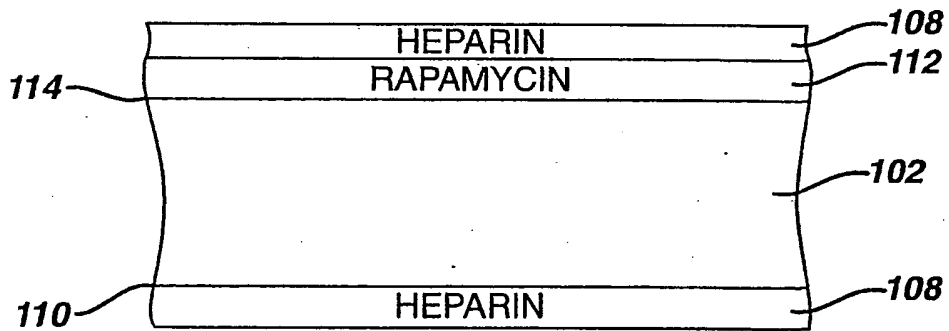 HEPARIN 108
RAPAMYCIN 112
114
102
110 HEPARIN 108